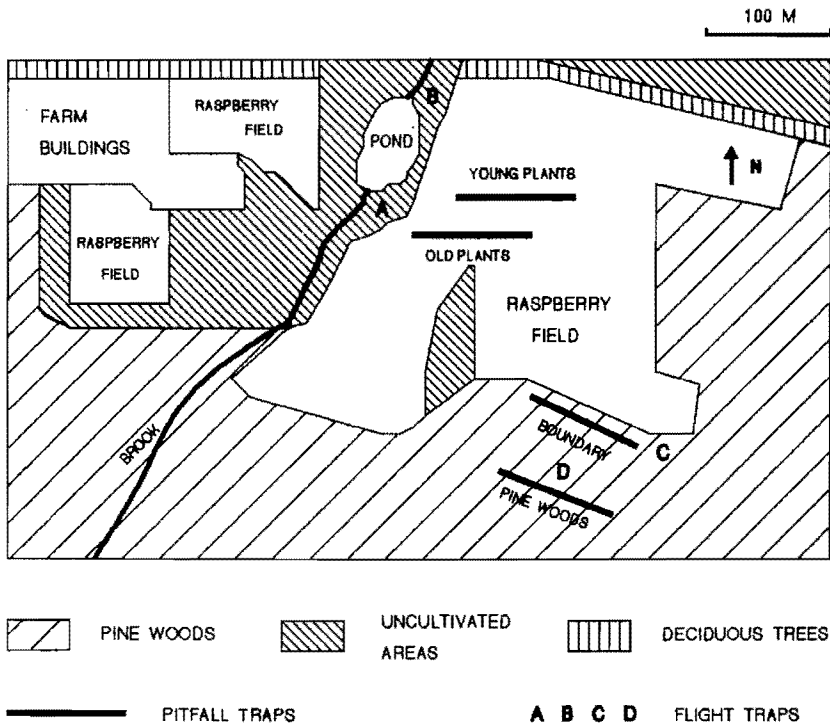 100 M
RASPBERRY
FIELD
FARM
BUILDINGS
B
POND
N
YOUNG PLANTS
A
OLD PLANTS
RASPBERRY
FIELD
RASPBERRY
FIELD
BROOK
BOUNDARY
C
D
PINE WOODS
PINE WOODS
UNCULTIVATED
AREAS
DECIDUOUS TREES
PITFALL TRAPS
A B C D FLIGHT TRAPS